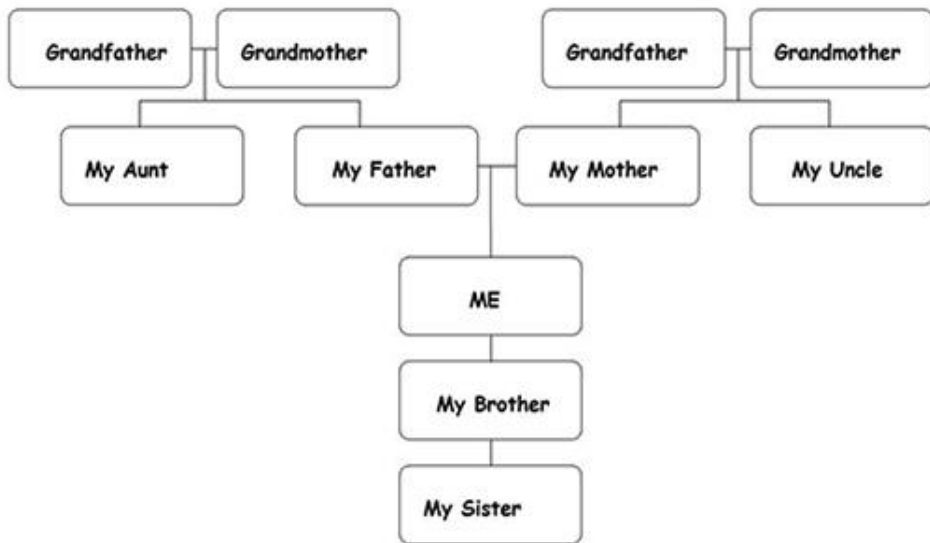 Grandfather
Grandmother
Grandfather
Grandmother
My Aunt
My Father
My Mother
My Uncle
ME
My Brother
My Sister